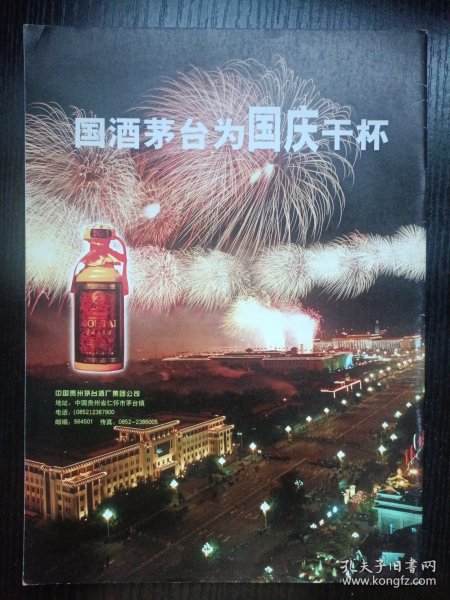 国酒茅台为国庆干杯
MOUTAI
中国贵州茅台酒厂集团公司
地址：中国贵州省仁怀市茅台镇
电话：(0852)2387900
邮编：564501 传真：0852-2386005
孔夫子旧书网
www.kongfz.com